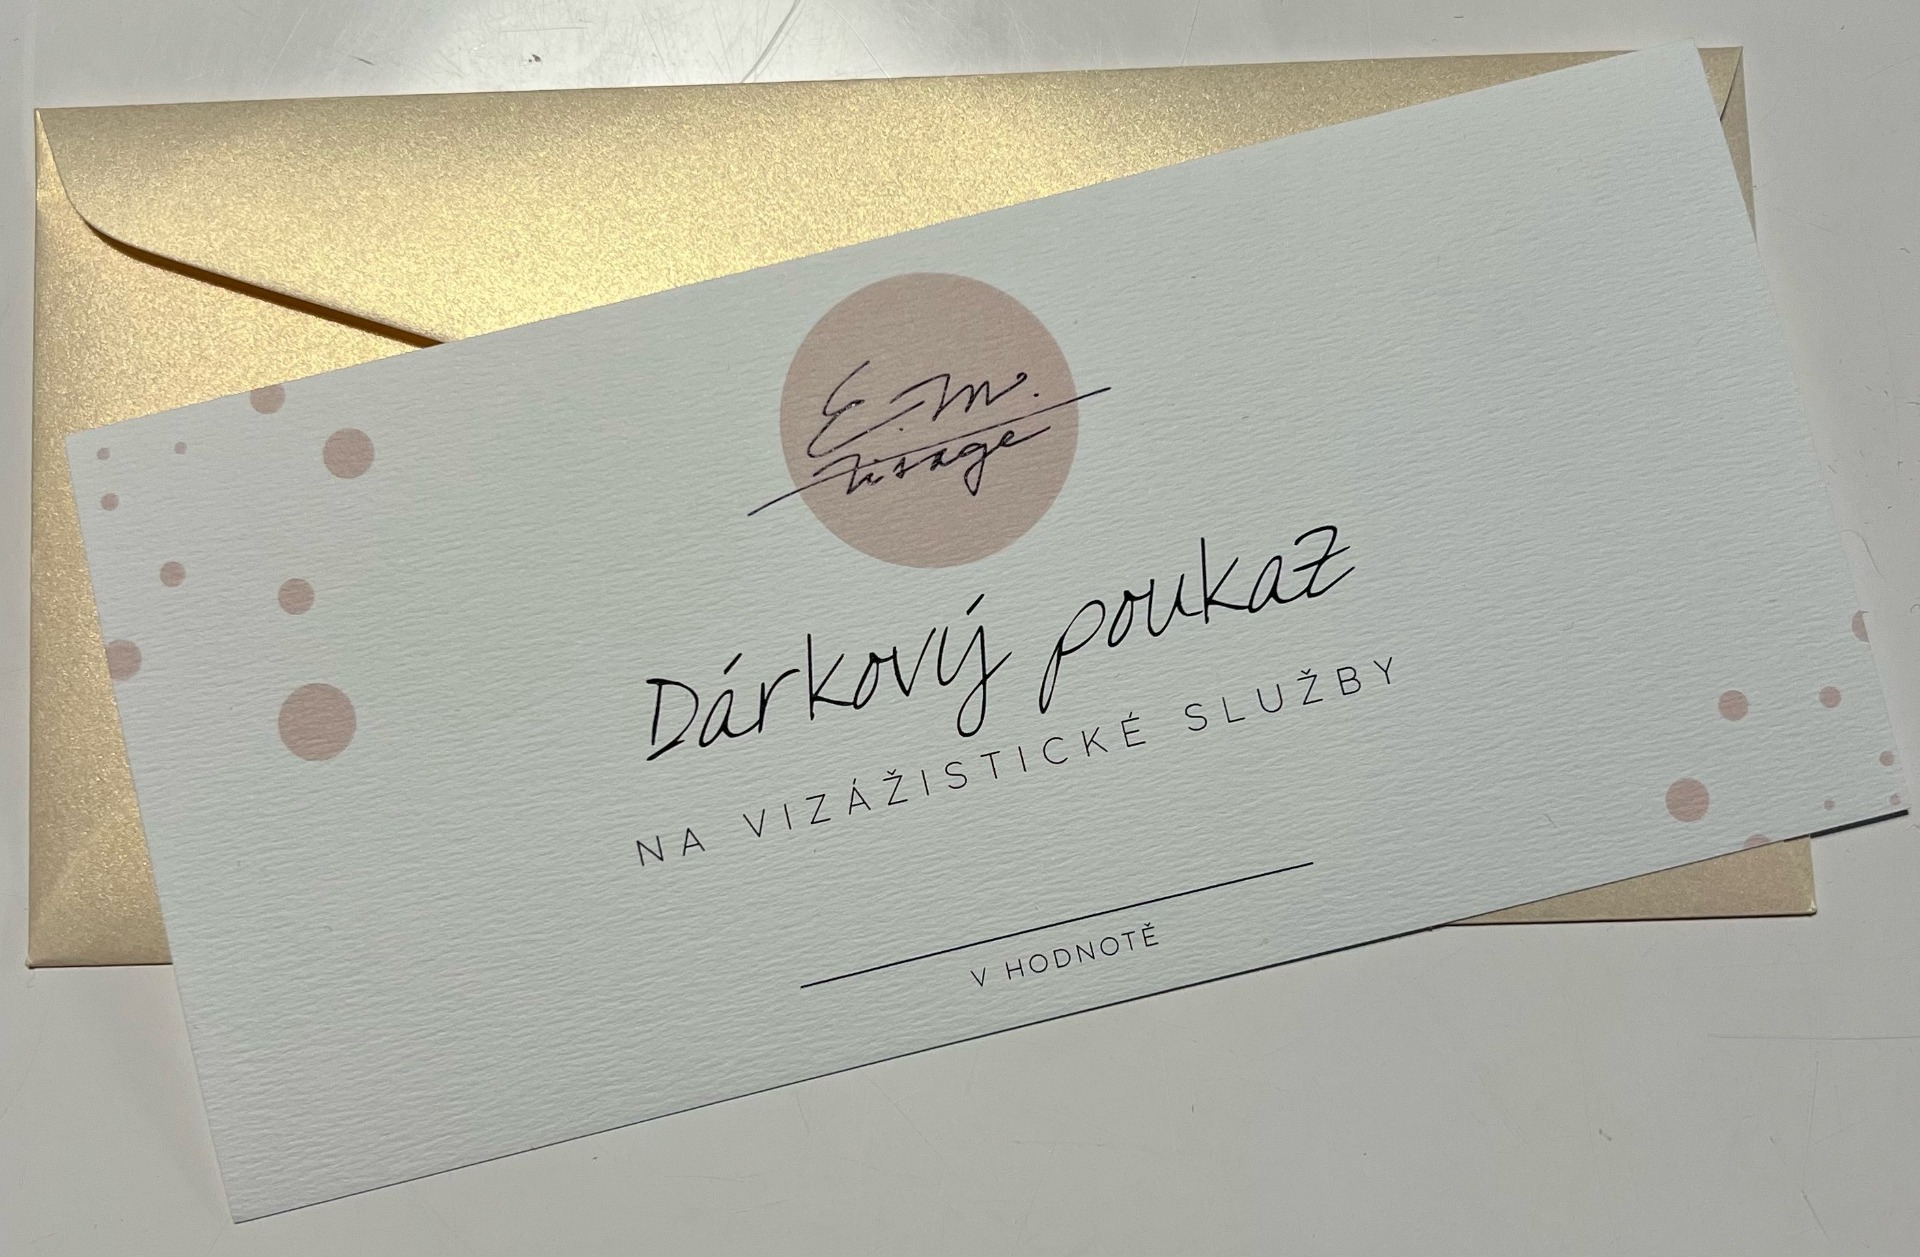 E. M.
Visage
Dárkový poukaz
NA VIZÁŽISTICKÉ SLUŽBY
V HODNOTĚ